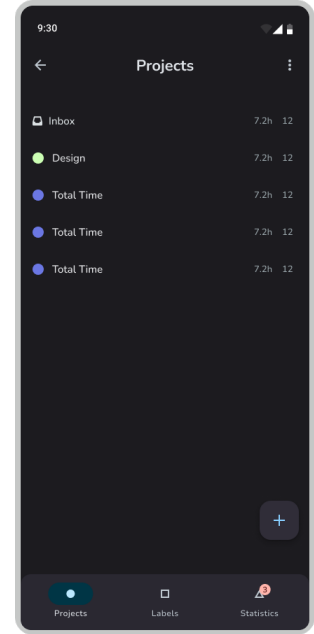 9:30
Projects
Inbox 7.2h 12
Design 7.2h 12
Total Time 7.2h 12
Total Time 7.2h 12
Total Time 7.2h 12
3
Projects Labels Statistics